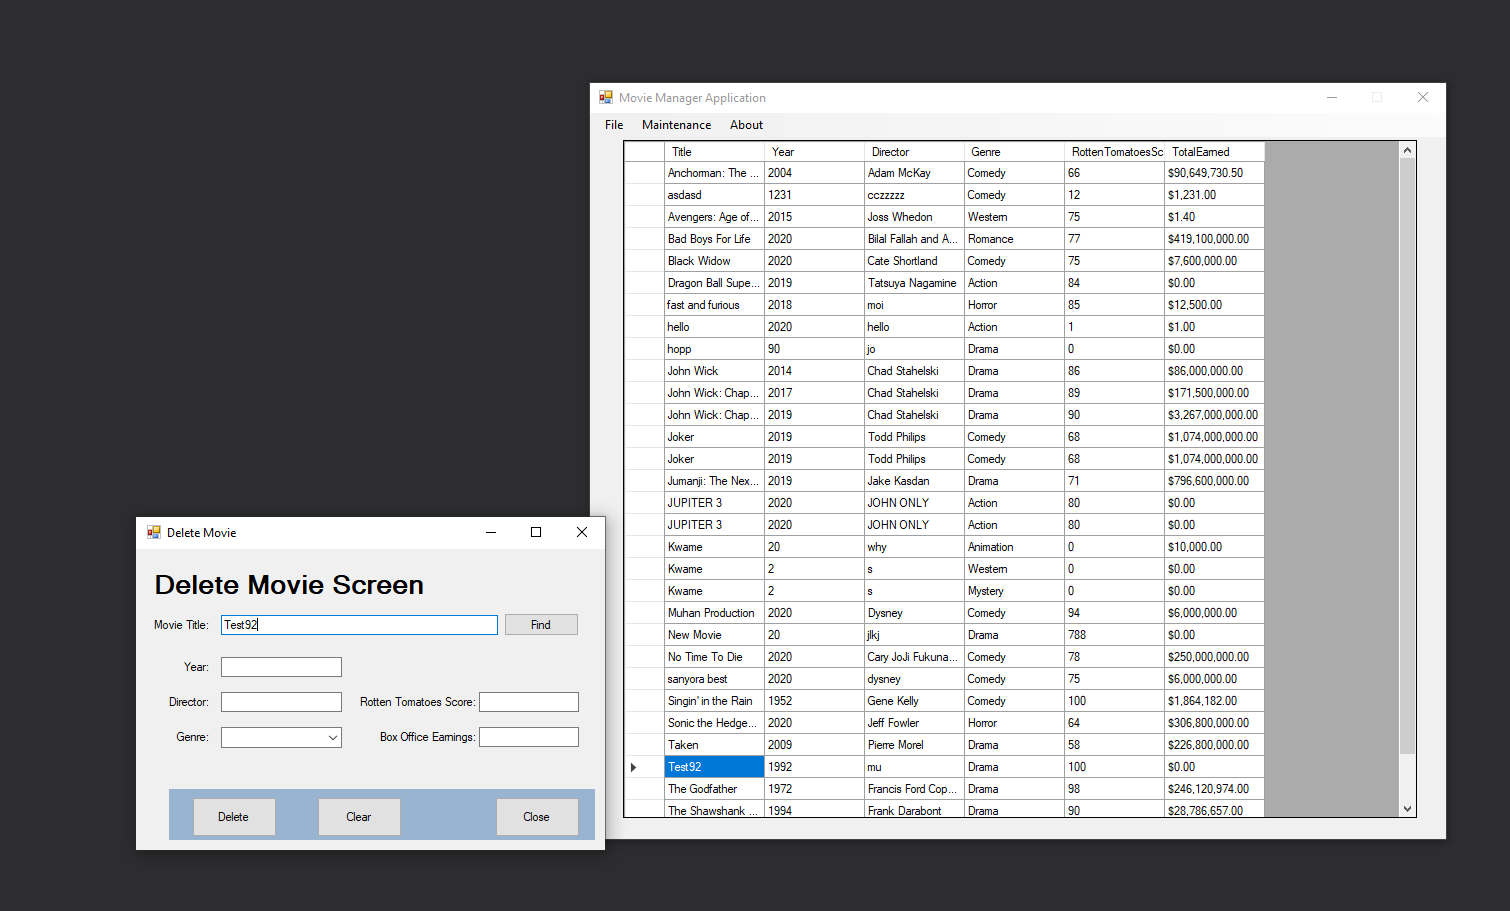 Movie Manager Application
File Maintenance About
Title Year Director Genre RottenTomatoesSc TotalEarned
Anchorman: The ... 2004 Adam McKay Comedy 66 $90,649,730.50
asdasd 1231 cczzzzz Comedy 12 $1,231.00
Avengers: Age of... 2015 Joss Whedon Western 75 $1.40
Bad Boys For Life 2020 Bilal Fallah and A... Romance 77 $419,100,000.00
Black Widow 2020 Cate Shortland Comedy 75 $7,600,000.00
Dragon Ball Supe... 2019 Tatsuya Nagamine Action 84 $0.00
fast and furious 2018 moi Horror 85 $12,500.00
hello 2020 hello Action 1 $1.00
hopp 90 jo Drama 0 $0.00
John Wick 2014 Chad Stahelski Drama 86 $86,000,000.00
John Wick: Chap... 2017 Chad Stahelski Drama 89 $171,500,000.00
John Wick: Chap... 2019 Chad Stahelski Drama 90 $3,267,000,000.00
Joker 2019 Todd Philips Comedy 68 $1,074,000,000.00
Joker 2019 Todd Philips Comedy 68 $1,074,000,000.00
Jumanji: The Nex... 2019 Jake Kasdan Drama 71 $796,600,000.00
JUPITER 3 2020 JOHN ONLY Action 80 $0.00
JUPITER 3 2020 JOHN ONLY Action 80 $0.00
Kwame 20 why Animation 0 $10,000.00
Kwame 2 s Western 0 $0.00
Kwame 2 s Mystery 0 $0.00
Muhan Production 2020 Dysney Comedy 94 $6,000,000.00
New Movie 20 jlkj Drama 788 $0.00
No Time To Die 2020 Cary JoJi Fukuna... Comedy 78 $250,000,000.00
sanyora best 2020 dysney Comedy 75 $6,000,000.00
Singin' in the Rain 1952 Gene Kelly Comedy 100 $1,864,182.00
Sonic the Hedge... 2020 Jeff Fowler Horror 64 $306,800,000.00
Taken 2009 Pierre Morel Drama 58 $226,800,000.00
Test92 1992 mu Drama 100 $0.00
The Godfather 1972 Francis Ford Cop... Drama 98 $246,120,974.00
The Shawshank ... 1994 Frank Darabont Drama 90 $28,786,657.00
Delete Movie
Delete Movie Screen
Movie Title: Test92 Find
Year:
Director: Rotten Tomatoes Score:
Genre: Box Office Earnings:
Delete Clear Close